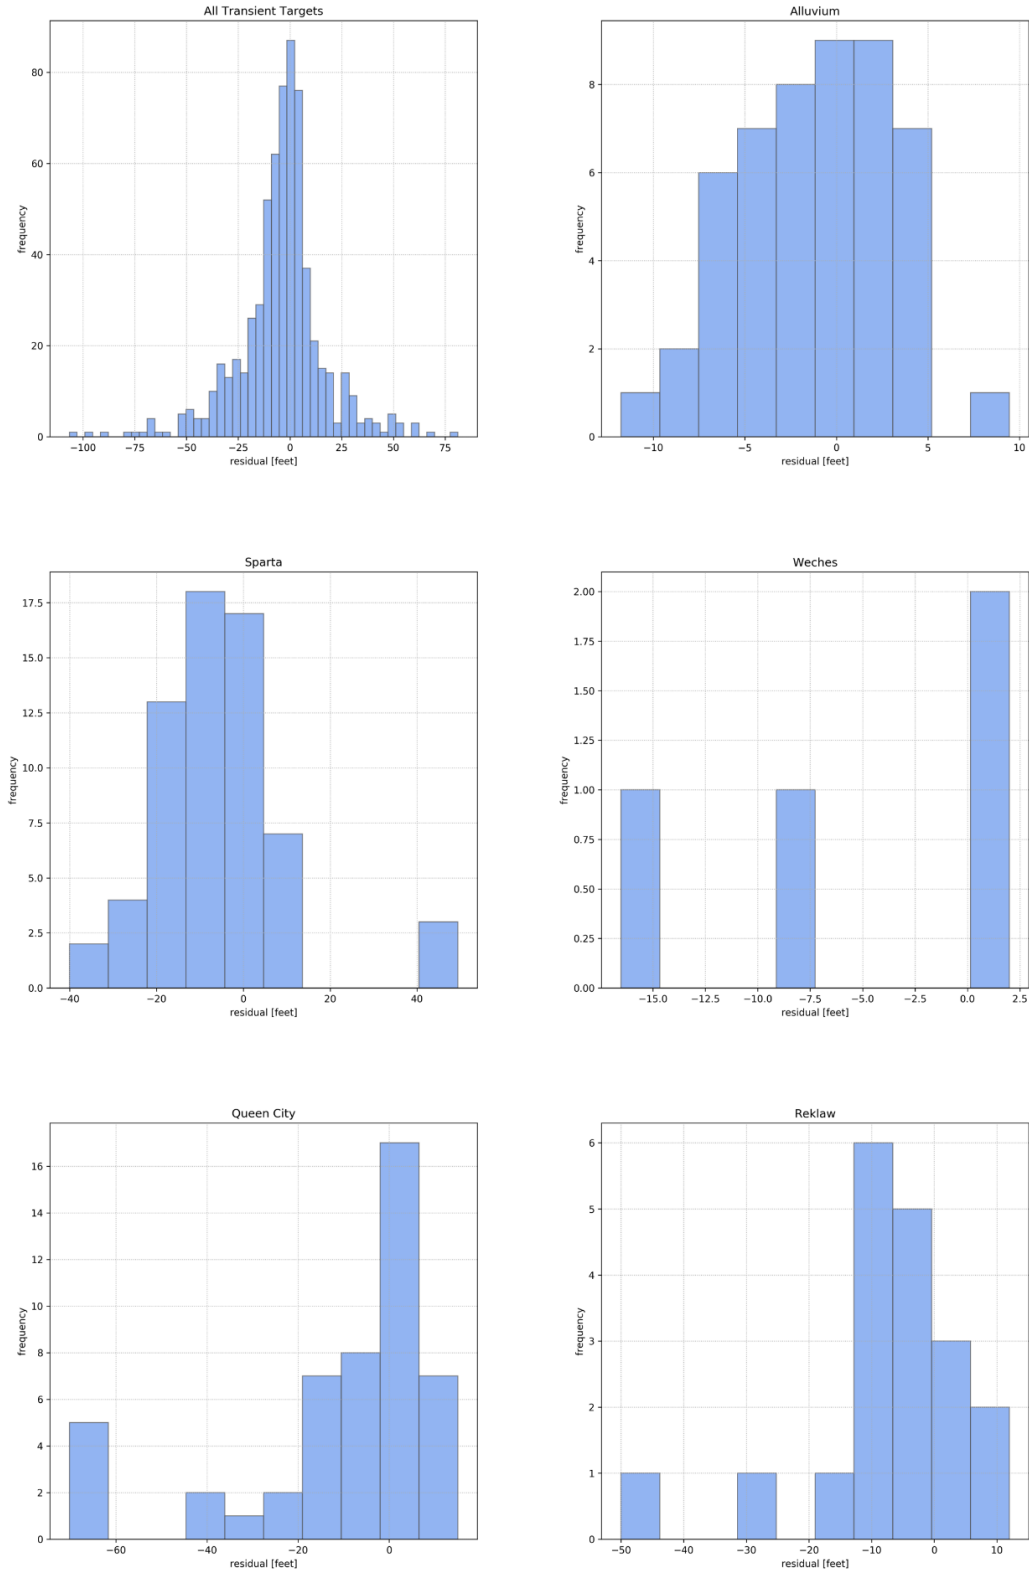 All Transient Targets
80
60
40
20
0
frequency
−100 −75 −50 −25 0 25 50 75
residual [feet]
Alluvium
8
6
4
2
0
frequency
−10 −5 0 5 10
residual [feet]
Sparta
17.5
15.0
12.5
10.0
7.5
5.0
2.5
0.0
frequency
−40 −20 0 20 40
residual [feet]
Weches
2.00
1.75
1.50
1.25
1.00
0.75
0.50
0.25
0.00
frequency
−15.0 −12.5 −10.0 −7.5 −5.0 −2.5 0.0 2.5
residual [feet]
Queen City
16
14
12
10
8
6
4
2
0
frequency
−60 −40 −20 0
residual [feet]
Reklaw
6
5
4
3
2
1
0
frequency
−50 −40 −30 −20 −10 0 10
residual [feet]